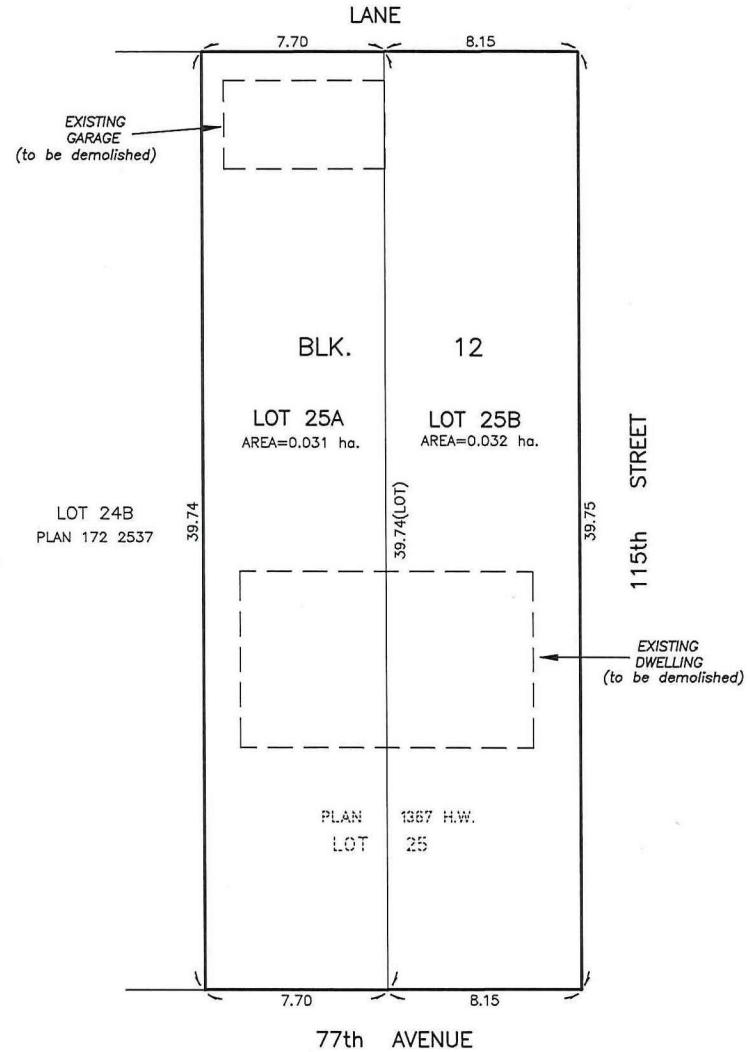 LANE
7.70 8.15
EXISTING
GARAGE
(to be demolished)
BLK. 12
LOT 25A
AREA=0.031 ha.
LOT 25B
AREA=0.032 ha.
LOT 24B
PLAN 172 2537
39.74
39.74(LOT)
39.75
115th STREET
EXISTING
DWELLING
(to be demolished)
PLAN 1367 H.W.
LOT 25
7.70 8.15
77th AVENUE